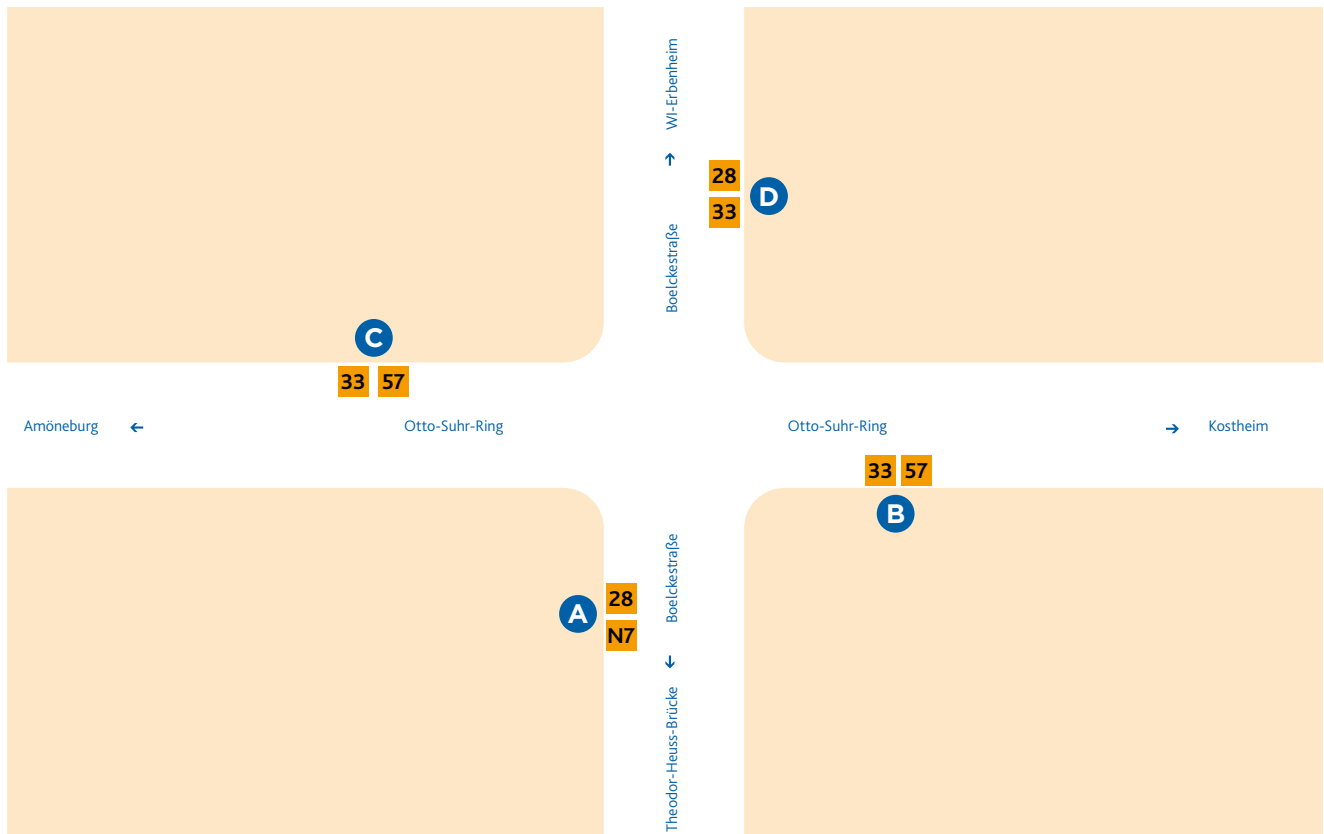 WI-Erbenheim
↑
Boelckestraße
28
33
D
C
33 57
Amöneburg ← Otto-Suhr-Ring
Otto-Suhr-Ring → Kostheim
33 57
B
A
28
N7
Boelckestraße
↓
Theodor-Heuss-Brücke